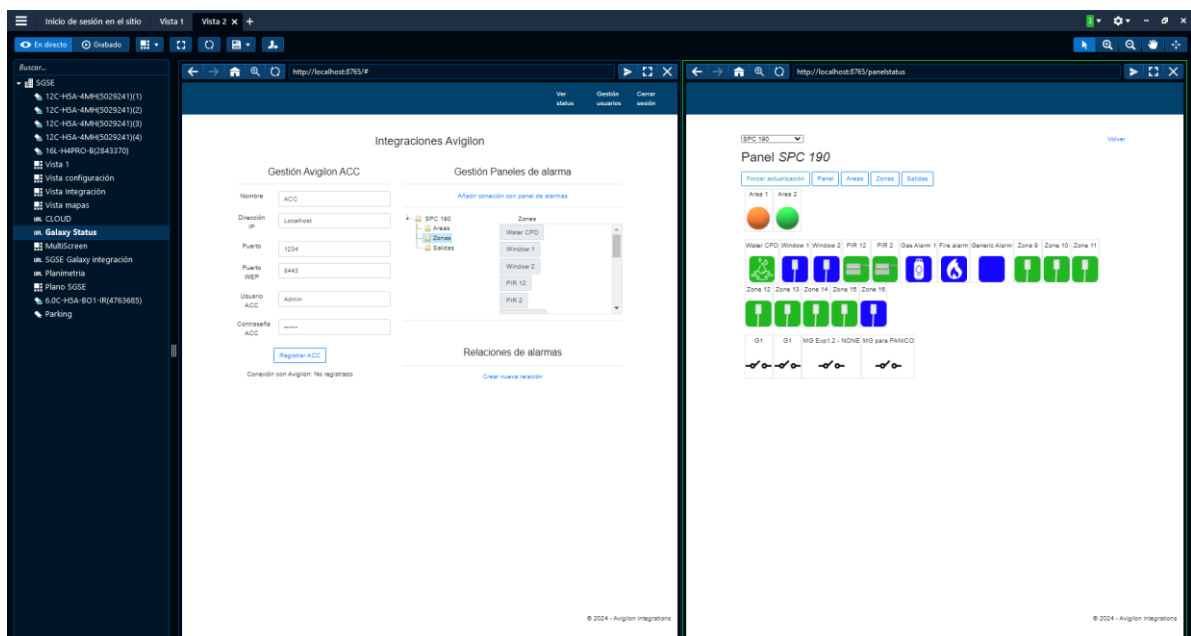 Inicio de sesión en el sitio
Vista 1
Vista 2
En directo
Grabado
Buscar...
SGSE
12C-H5A-4MH(5029241)(1)
12C-H5A-4MH(5029241)(2)
12C-H5A-4MH(5029241)(3)
12C-H5A-4MH(5029241)(4)
16L-H4PRO-B(2843370)
Vista 1
Vista configuración
Vista Integración
Vista mapas
URL CLOUD
URL Galaxy Status
MultiScreen
URL SGSE Galaxy integración
URL Planimetria
Plano SGSE
6.0C-H5A-BO1-IR(4763685)
Parking
http://localhost:8765/#
Ver status
Gestión usuarios
Cerrar sesión
Integraciones Avigilon
Gestión Avigilon ACC
Nombre
ACC
Dirección IP
Localhost
Puerto
1234
Puerto WEP
8443
Usuario ACC
Admin
Contraseña ACC
••••••
Registrar ACC
Conexión con Avigilon: No registrado
Gestión Paneles de alarma
Añadir conexión con panel de alarmas
SPC 190
Areas
Zonas
Salidas
Zones
Water CPD
Window 1
Window 2
PIR 12
PIR 2
Relaciones de alarmas
Crear nueva relación
© 2024 - Avigilon Integrations
http://localhost:8765/panelstatus
SPC 190
Volver
Panel SPC 190
Forzar actualización
Panel
Areas
Zonas
Salidas
Area 1
Area 2
Water CPD
Window 1
Window 2
PIR 12
PIR 2
Gas Alarm 1
Fire alarm
Generic Alarm
Zona 9
Zone 10
Zone 11
Zone 12
Zone 13
Zone 14
Zone 15
Zone 16
G1
G1
MG Exp1.2 - NONE
MG para PANICO
© 2024 - Avigilon Integrations